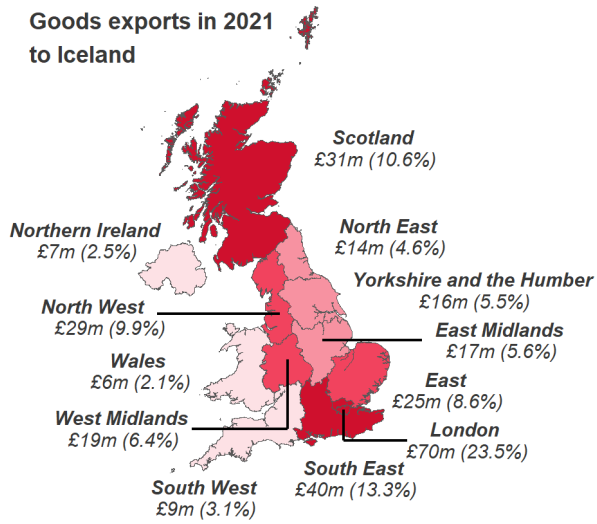 Goods exports in 2021
to Iceland
Scotland
£31m (10.6%)
Northern Ireland
£7m (2.5%)
North East
£14m (4.6%)
Yorkshire and the Humber
£16m (5.5%)
North West
£29m (9.9%)
East Midlands
£17m (5.6%)
Wales
£6m (2.1%)
East
£25m (8.6%)
West Midlands
£19m (6.4%)
London
£70m (23.5%)
South East
£40m (13.3%)
South West
£9m (3.1%)